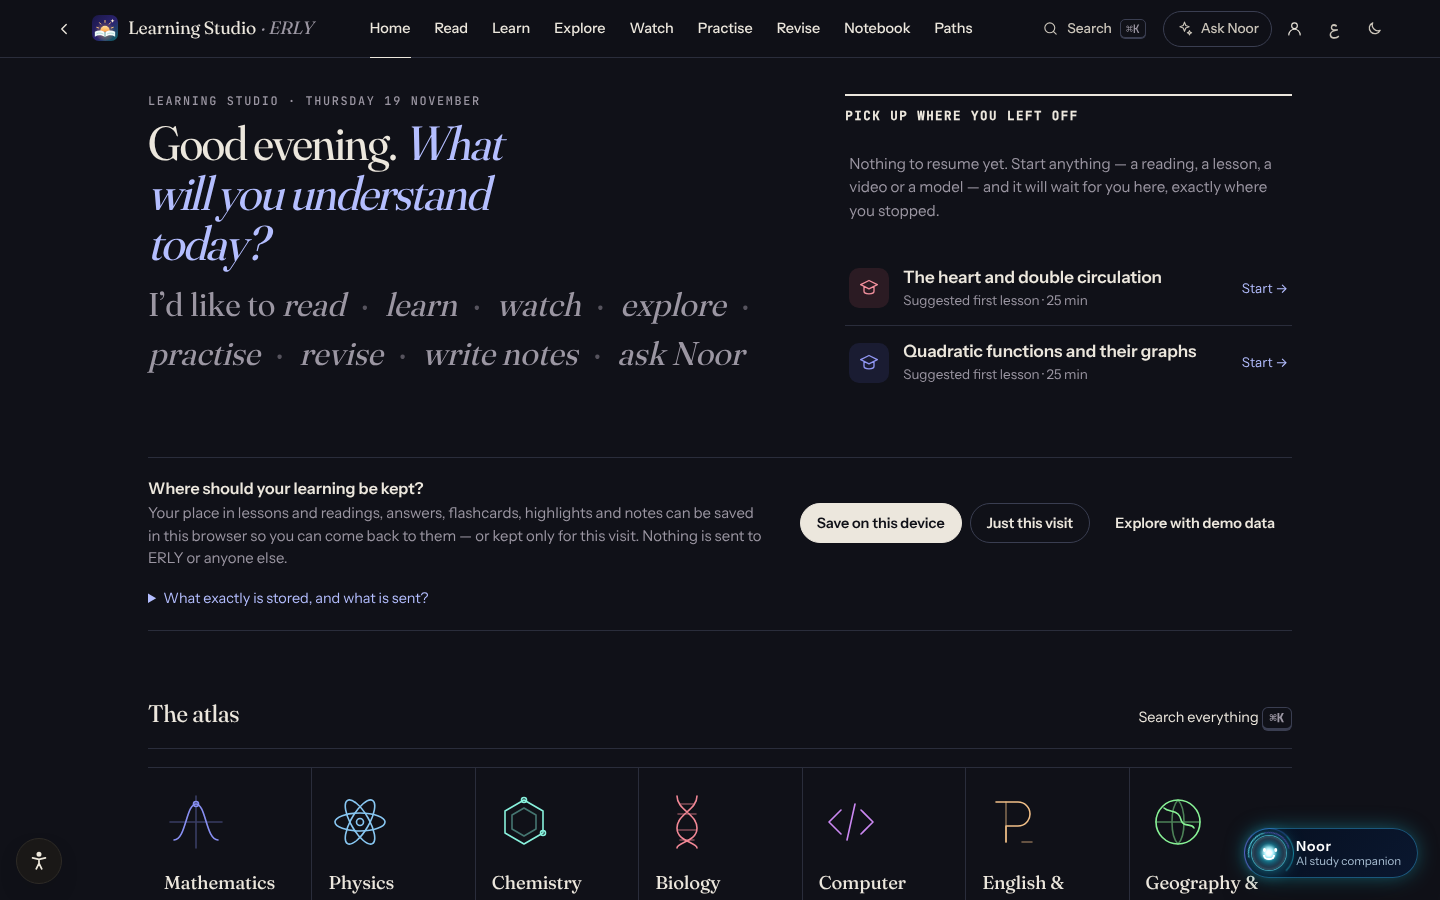 Learning Studio · ERLY
Home Read Learn Explore Watch Practise Revise Notebook Paths
Search ⌘K Ask Noor ع
LEARNING STUDIO · THURSDAY 19 NOVEMBER
Good evening. What
will you understand
today?
I’d like to read · learn · watch · explore ·
practise · revise · write notes · ask Noor
PICK UP WHERE YOU LEFT OFF
Nothing to resume yet. Start anything — a reading, a lesson, a
video or a model — and it will wait for you here, exactly where
you stopped.
The heart and double circulation
Suggested first lesson · 25 min
Start →
Quadratic functions and their graphs
Suggested first lesson · 25 min
Start →
Where should your learning be kept?
Your place in lessons and readings, answers, flashcards, highlights and notes can be saved
in this browser so you can come back to them — or kept only for this visit. Nothing is sent to
ERLY or anyone else.
What exactly is stored, and what is sent?
Save on this device Just this visit Explore with demo data
The atlas
Search everything ⌘K
Mathematics Physics Chemistry Biology Computer English & Geography &
Noor
AI study companion